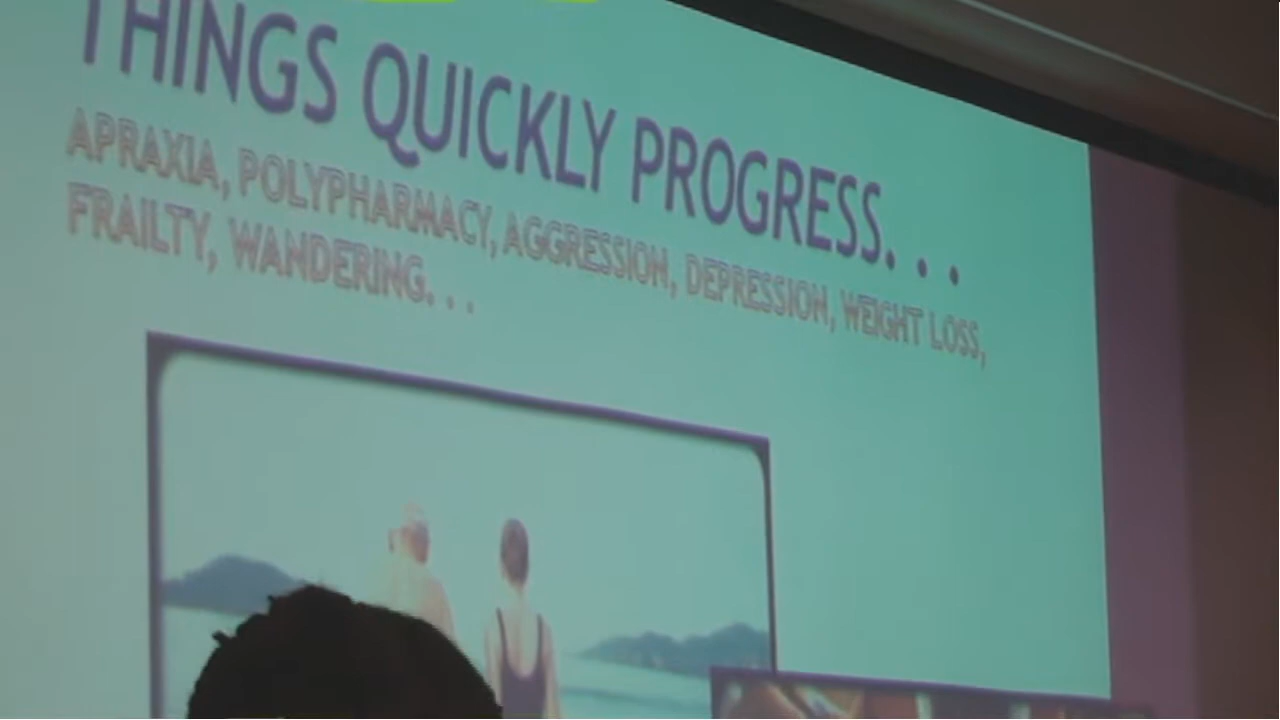 THINGS QUICKLY PROGRESS. . .
APRAXIA, POLYPHARMACY, AGGRESSION, DEPRESSION, WEIGHT LOSS,
FRAILTY, WANDERING. . .